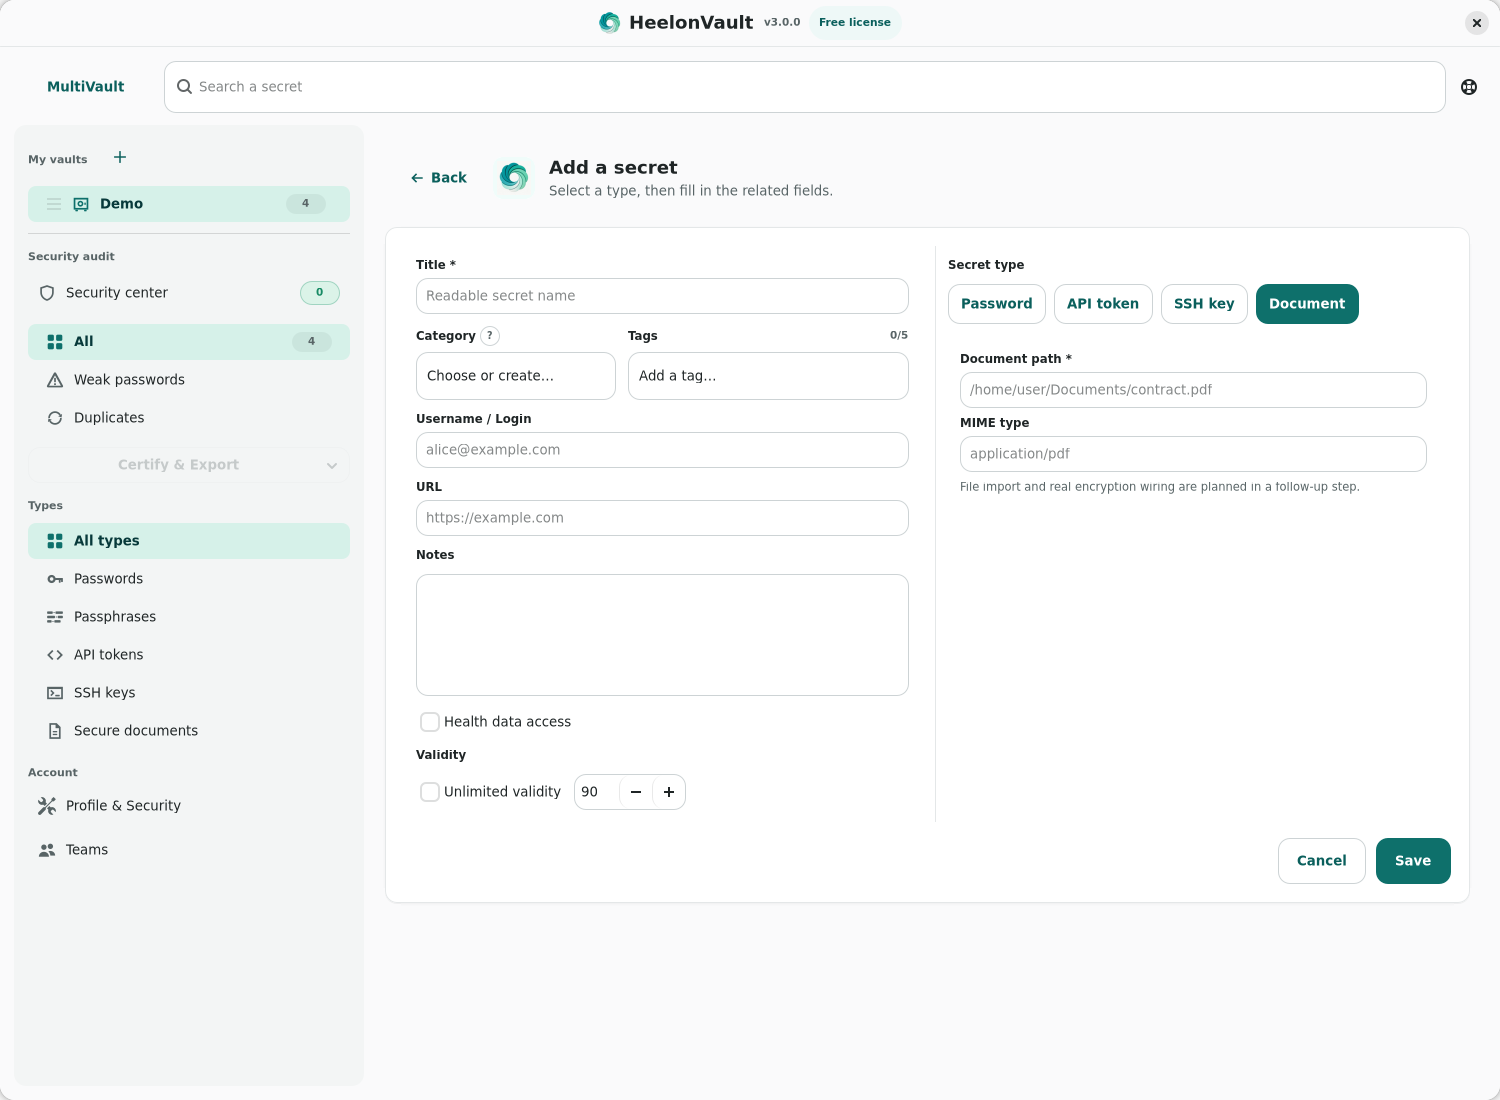 HeelonVault v3.0.0 Free license
MultiVault
Search a secret
My vaults
Demo 4
Security audit
Security center 0
All 4
Weak passwords
Duplicates
Certify & Export
Types
All types
Passwords
Passphrases
API tokens
SSH keys
Secure documents
Account
Profile & Security
Teams
Back
Add a secret
Select a type, then fill in the related fields.
Title *
Readable secret name
Category ? Tags 0/5
Choose or create... Add a tag...
Username / Login
alice@example.com
URL
https://example.com
Notes
Health data access
Validity
Unlimited validity 90
Secret type
Password API token SSH key Document
Document path *
/home/user/Documents/contract.pdf
MIME type
application/pdf
File import and real encryption wiring are planned in a follow-up step.
Cancel Save